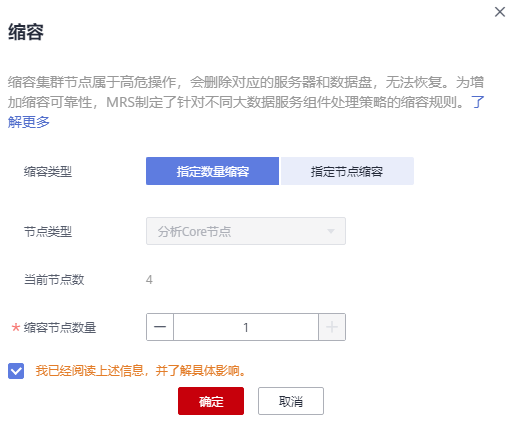 缩容
缩容集群节点属于高危操作，会删除对应的服务器和数据盘，无法恢复。为增
加缩容可靠性，MRS制定了针对不同大数据服务组件处理策略的缩容规则。了
解更多
缩容类型 指定数量缩容 指定节点缩容
节点类型 分析Core节点
当前节点数 4
* 缩容节点数量 — 1 +
我已经阅读上述信息，并了解具体影响。
确定 取消